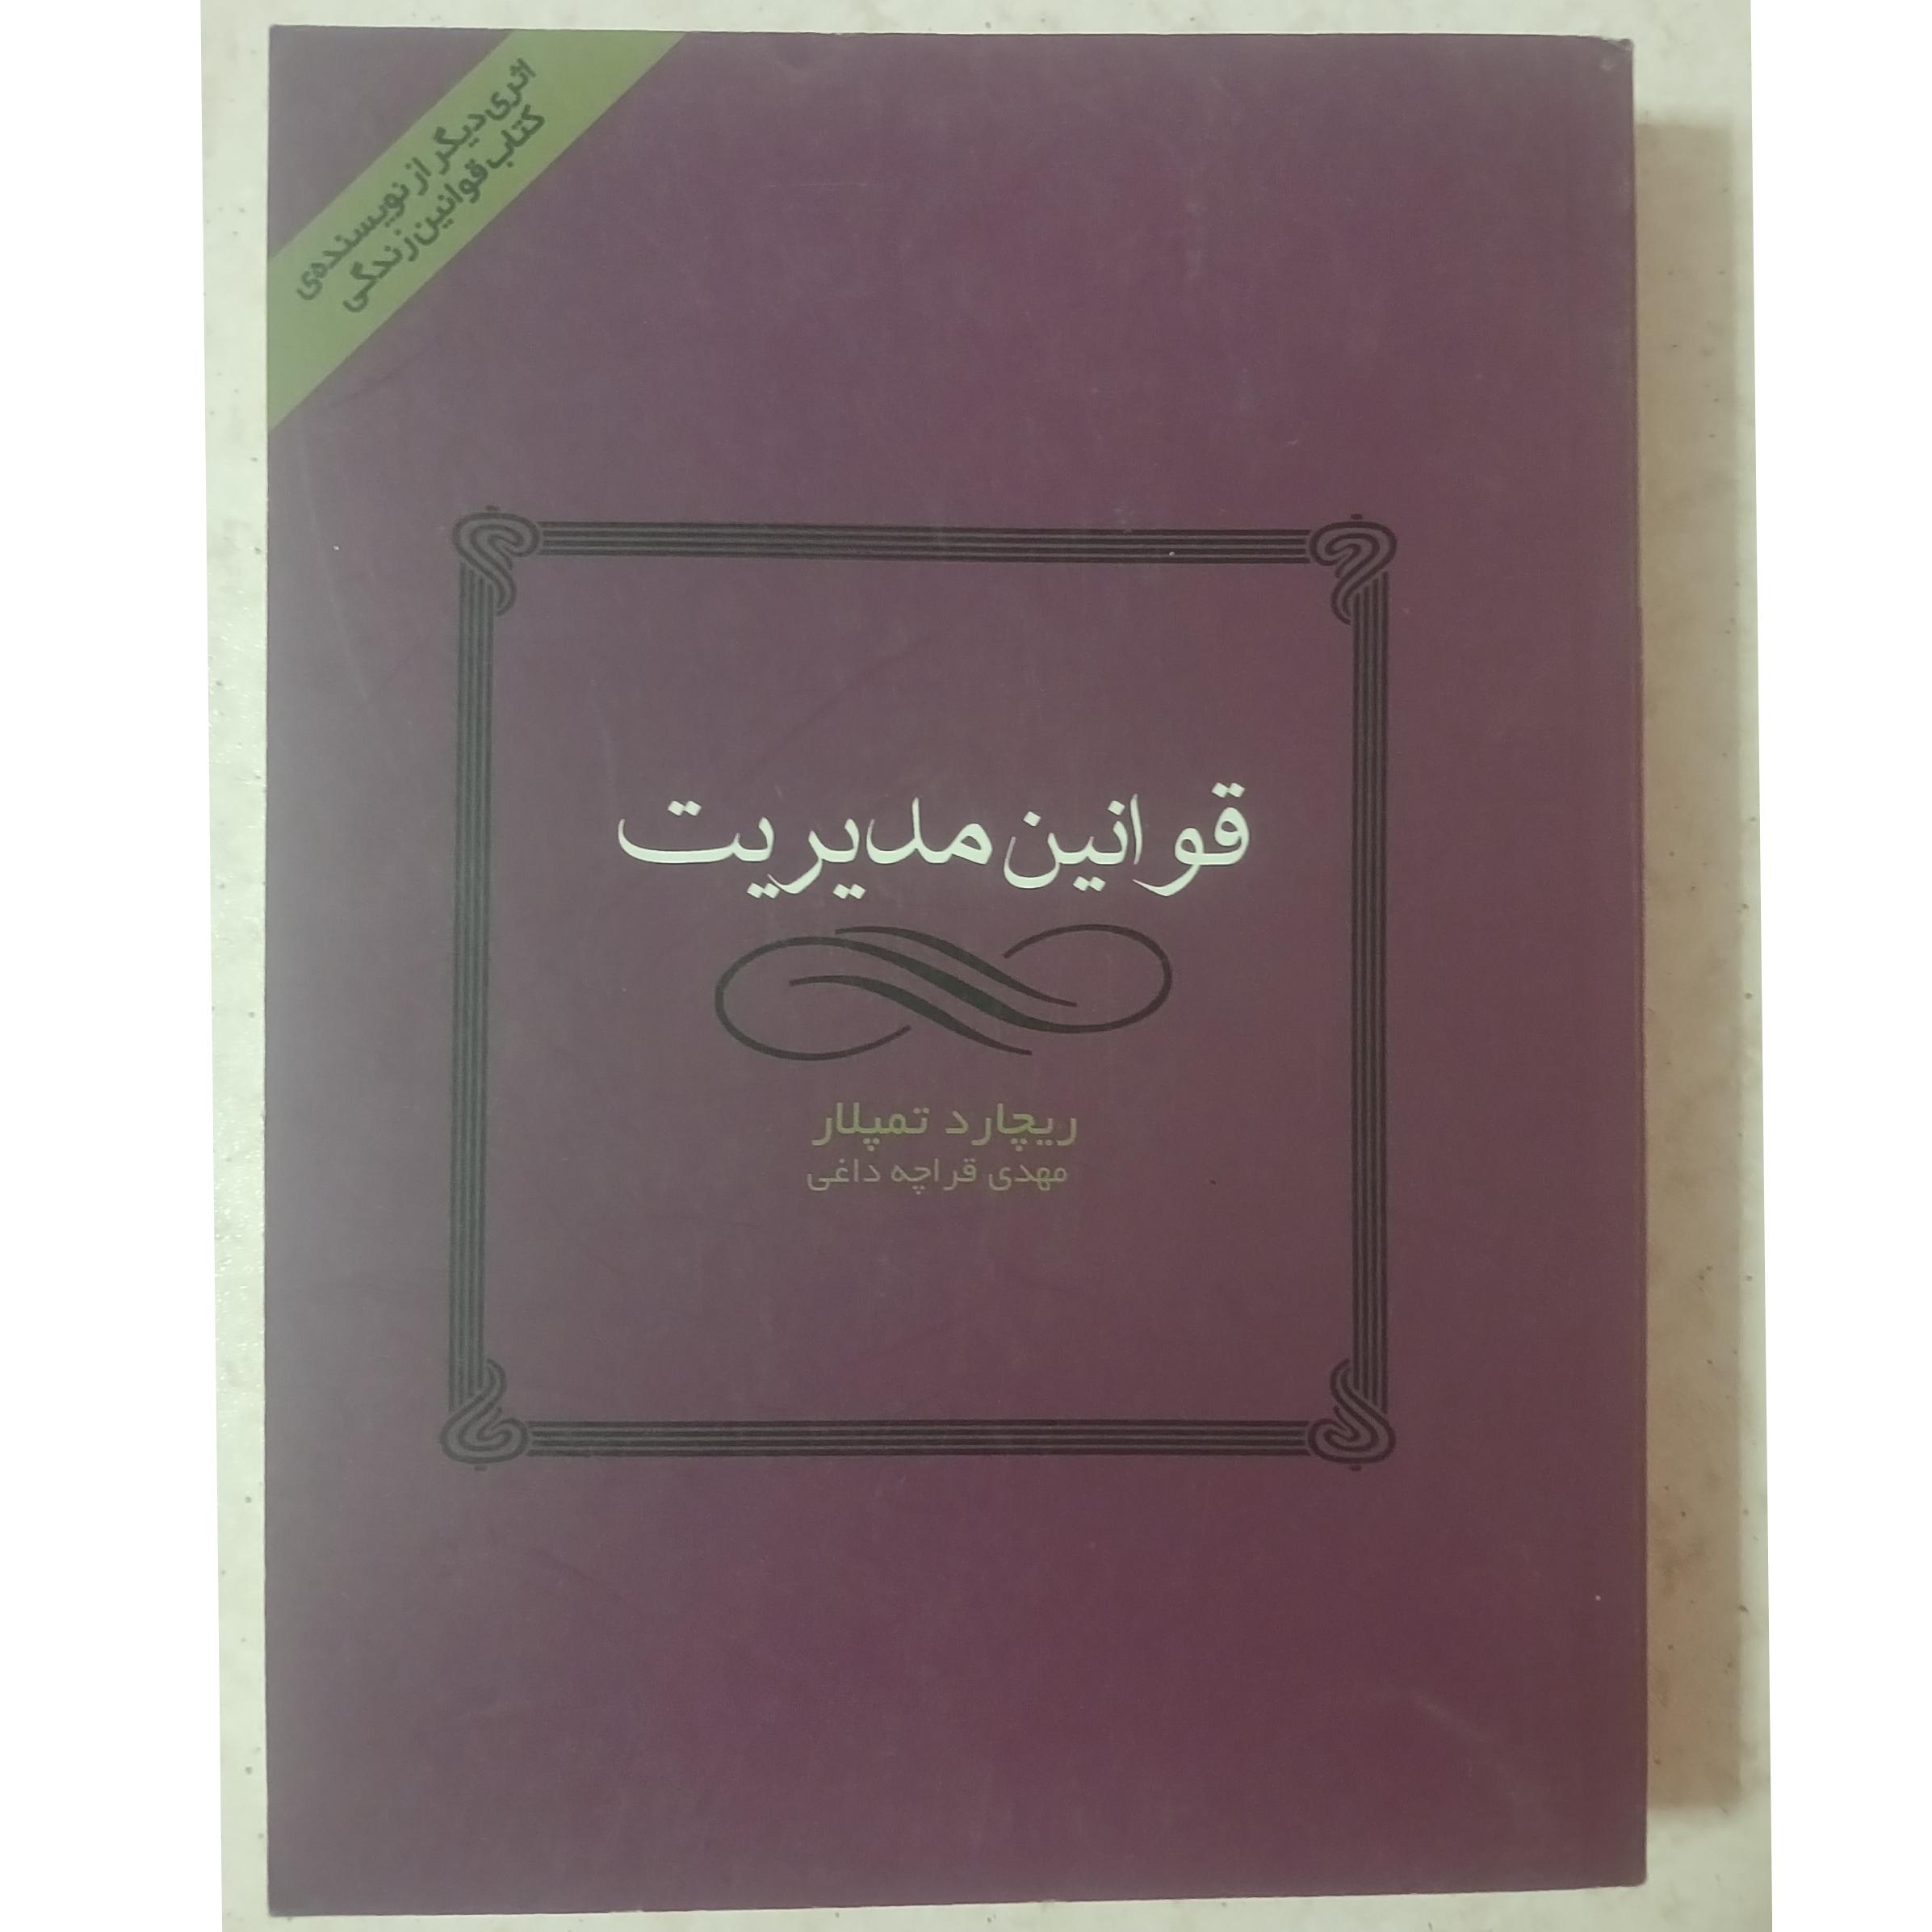 اثری دیگر از نویسنده‌ی
کتاب قوانین زندگی
قوانین مدیریت
ریچارد تمپلار
مهدی قراچه داغی